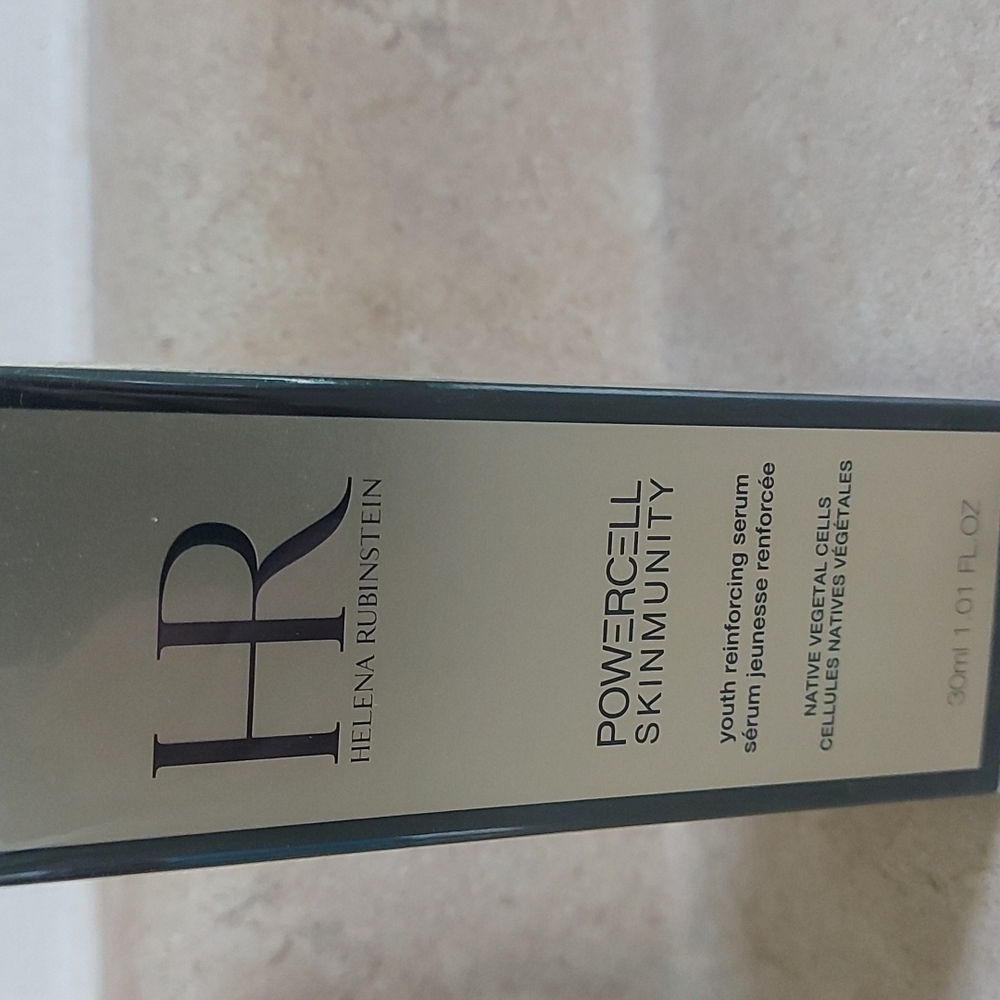 HR
HELENA RUBINSTEIN
POWERCELL
SKINMUNITY
youth reinforcing serum
sérum jeunesse renforcée
NATIVE VEGETAL CELLS
CELLULES NATIVES VÉGÉTALES
30ml 1.01 FL.OZ